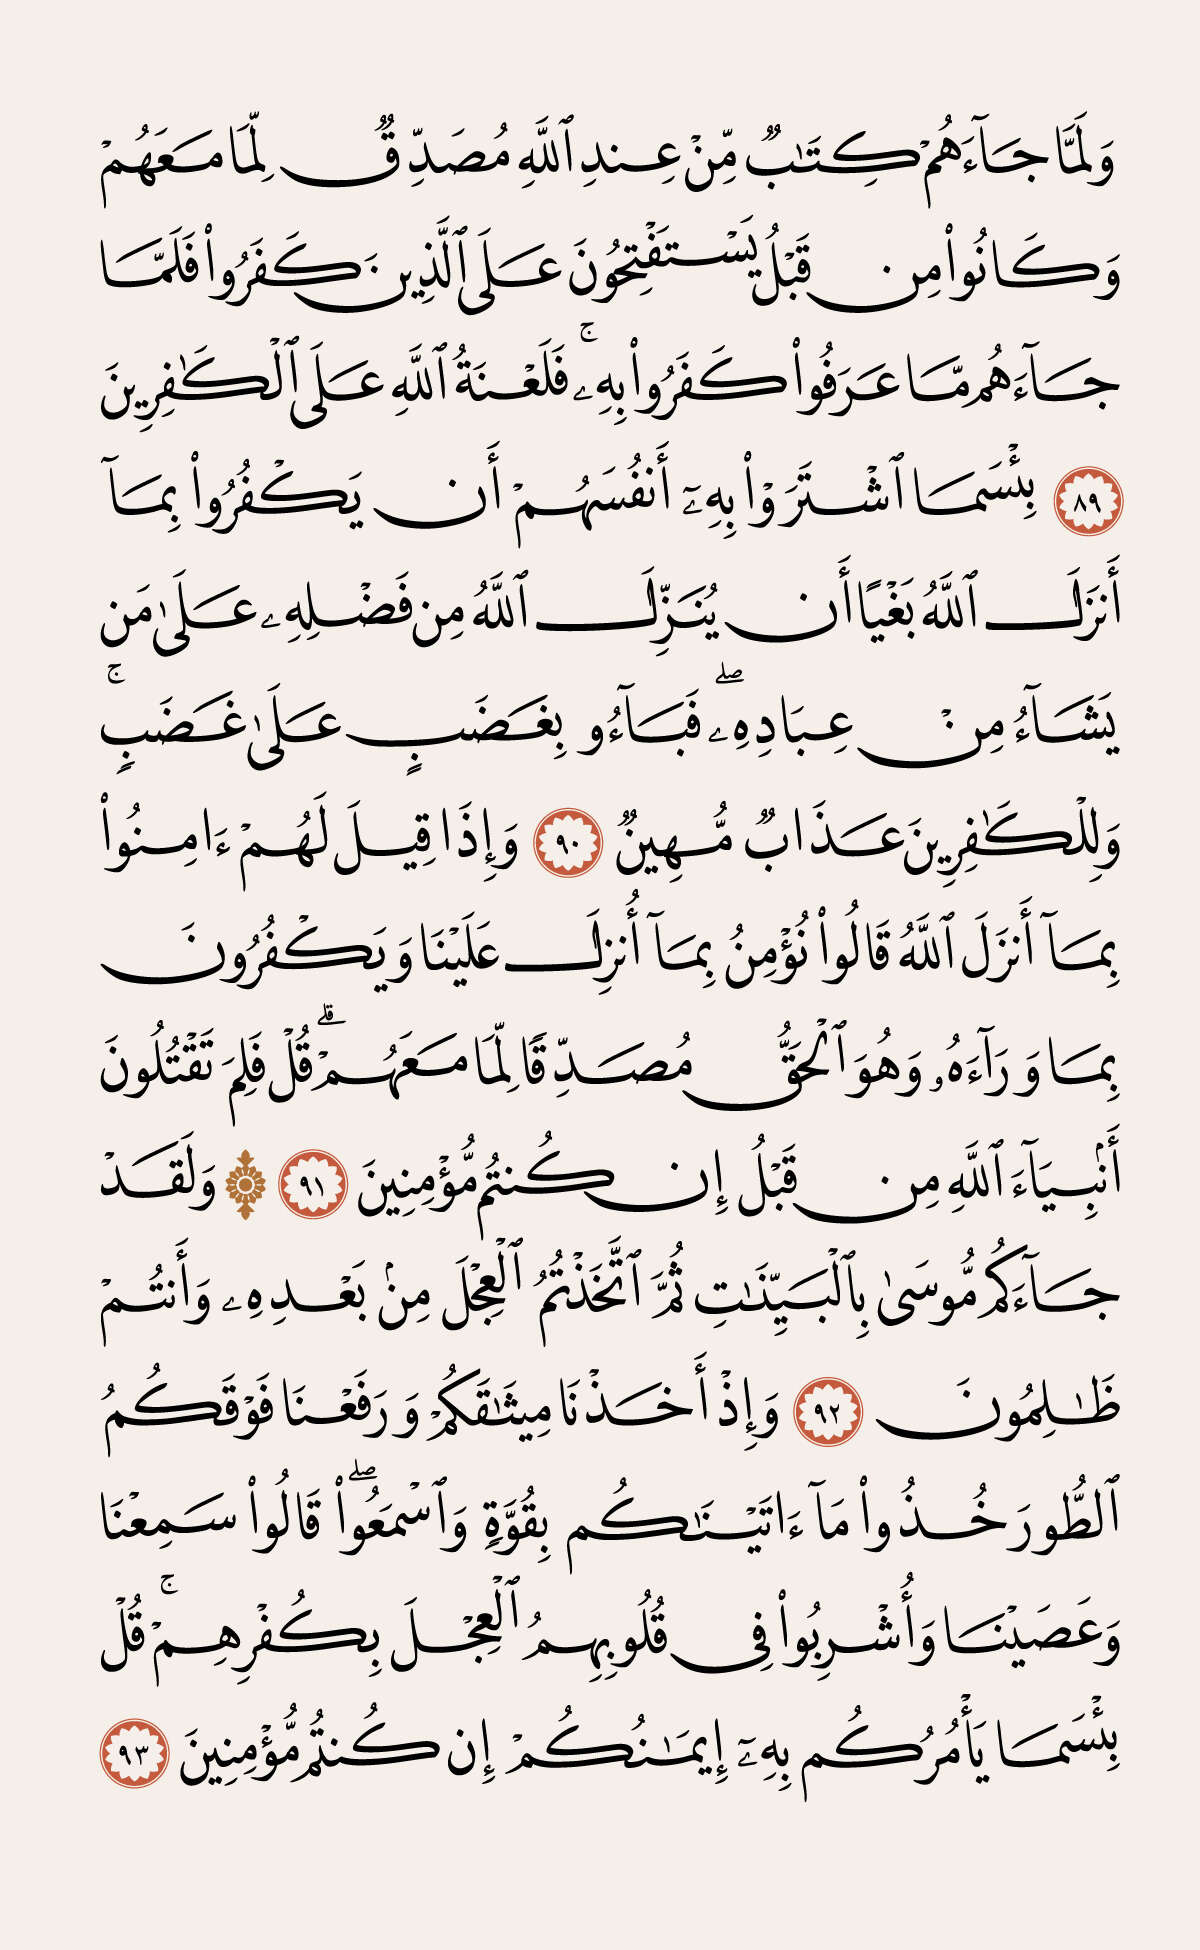 وَلَمَّا جَآءَهُمْ كِتَٰبٌ مِّنْ عِندِ ٱللَّهِ مُصَدِّقٌ لِّمَا مَعَهُمْ
وَكَانُوا۟ مِن قَبْلُ يَسْتَفْتِحُونَ عَلَى ٱلَّذِينَ كَفَرُوا۟ فَلَمَّا
جَآءَهُم مَّا عَرَفُوا۟ كَفَرُوا۟ بِهِۦ ۚ فَلَعْنَةُ ٱللَّهِ عَلَى ٱلْكَٰفِرِينَ
٨٩ بِئْسَمَا ٱشْتَرَوْا۟ بِهِۦٓ أَنفُسَهُمْ أَن يَكْفُرُوا۟ بِمَآ
أَنزَلَ ٱللَّهُ بَغْيًا أَن يُنَزِّلَ ٱللَّهُ مِن فَضْلِهِۦ عَلَىٰ مَن
يَشَآءُ مِنْ عِبَادِهِۦ ۖ فَبَآءُو بِغَضَبٍ عَلَىٰ غَضَبٍ ۚ
وَلِلْكَٰفِرِينَ عَذَابٌ مُّهِينٌ ٩٠ وَإِذَا قِيلَ لَهُمْ ءَامِنُوا۟
بِمَآ أَنزَلَ ٱللَّهُ قَالُوا۟ نُؤْمِنُ بِمَآ أُنزِلَ عَلَيْنَا وَيَكْفُرُونَ
بِمَا وَرَآءَهُۥ وَهُوَ ٱلْحَقُّ مُصَدِّقًا لِّمَا مَعَهُمْ ۗ قُلْ فَلِمَ تَقْتُلُونَ
أَنۢبِيَآءَ ٱللَّهِ مِن قَبْلُ إِن كُنتُم مُّؤْمِنِينَ ٩١ ۞ وَلَقَدْ
جَآءَكُم مُّوسَىٰ بِٱلْبَيِّنَٰتِ ثُمَّ ٱتَّخَذْتُمُ ٱلْعِجْلَ مِنۢ بَعْدِهِۦ وَأَنتُمْ
ظَٰلِمُونَ ٩٢ وَإِذْ أَخَذْنَا مِيثَٰقَكُمْ وَرَفَعْنَا فَوْقَكُمُ
ٱلطُّورَ خُذُوا۟ مَآ ءَاتَيْنَٰكُم بِقُوَّةٍ وَٱسْمَعُوا۟ ۖ قَالُوا۟ سَمِعْنَا
وَعَصَيْنَا وَأُشْرِبُوا۟ فِى قُلُوبِهِمُ ٱلْعِجْلَ بِكُفْرِهِمْ ۚ قُلْ
بِئْسَمَا يَأْمُرُكُم بِهِۦٓ إِيمَٰنُكُمْ إِن كُنتُم مُّؤْمِنِينَ ٩٣